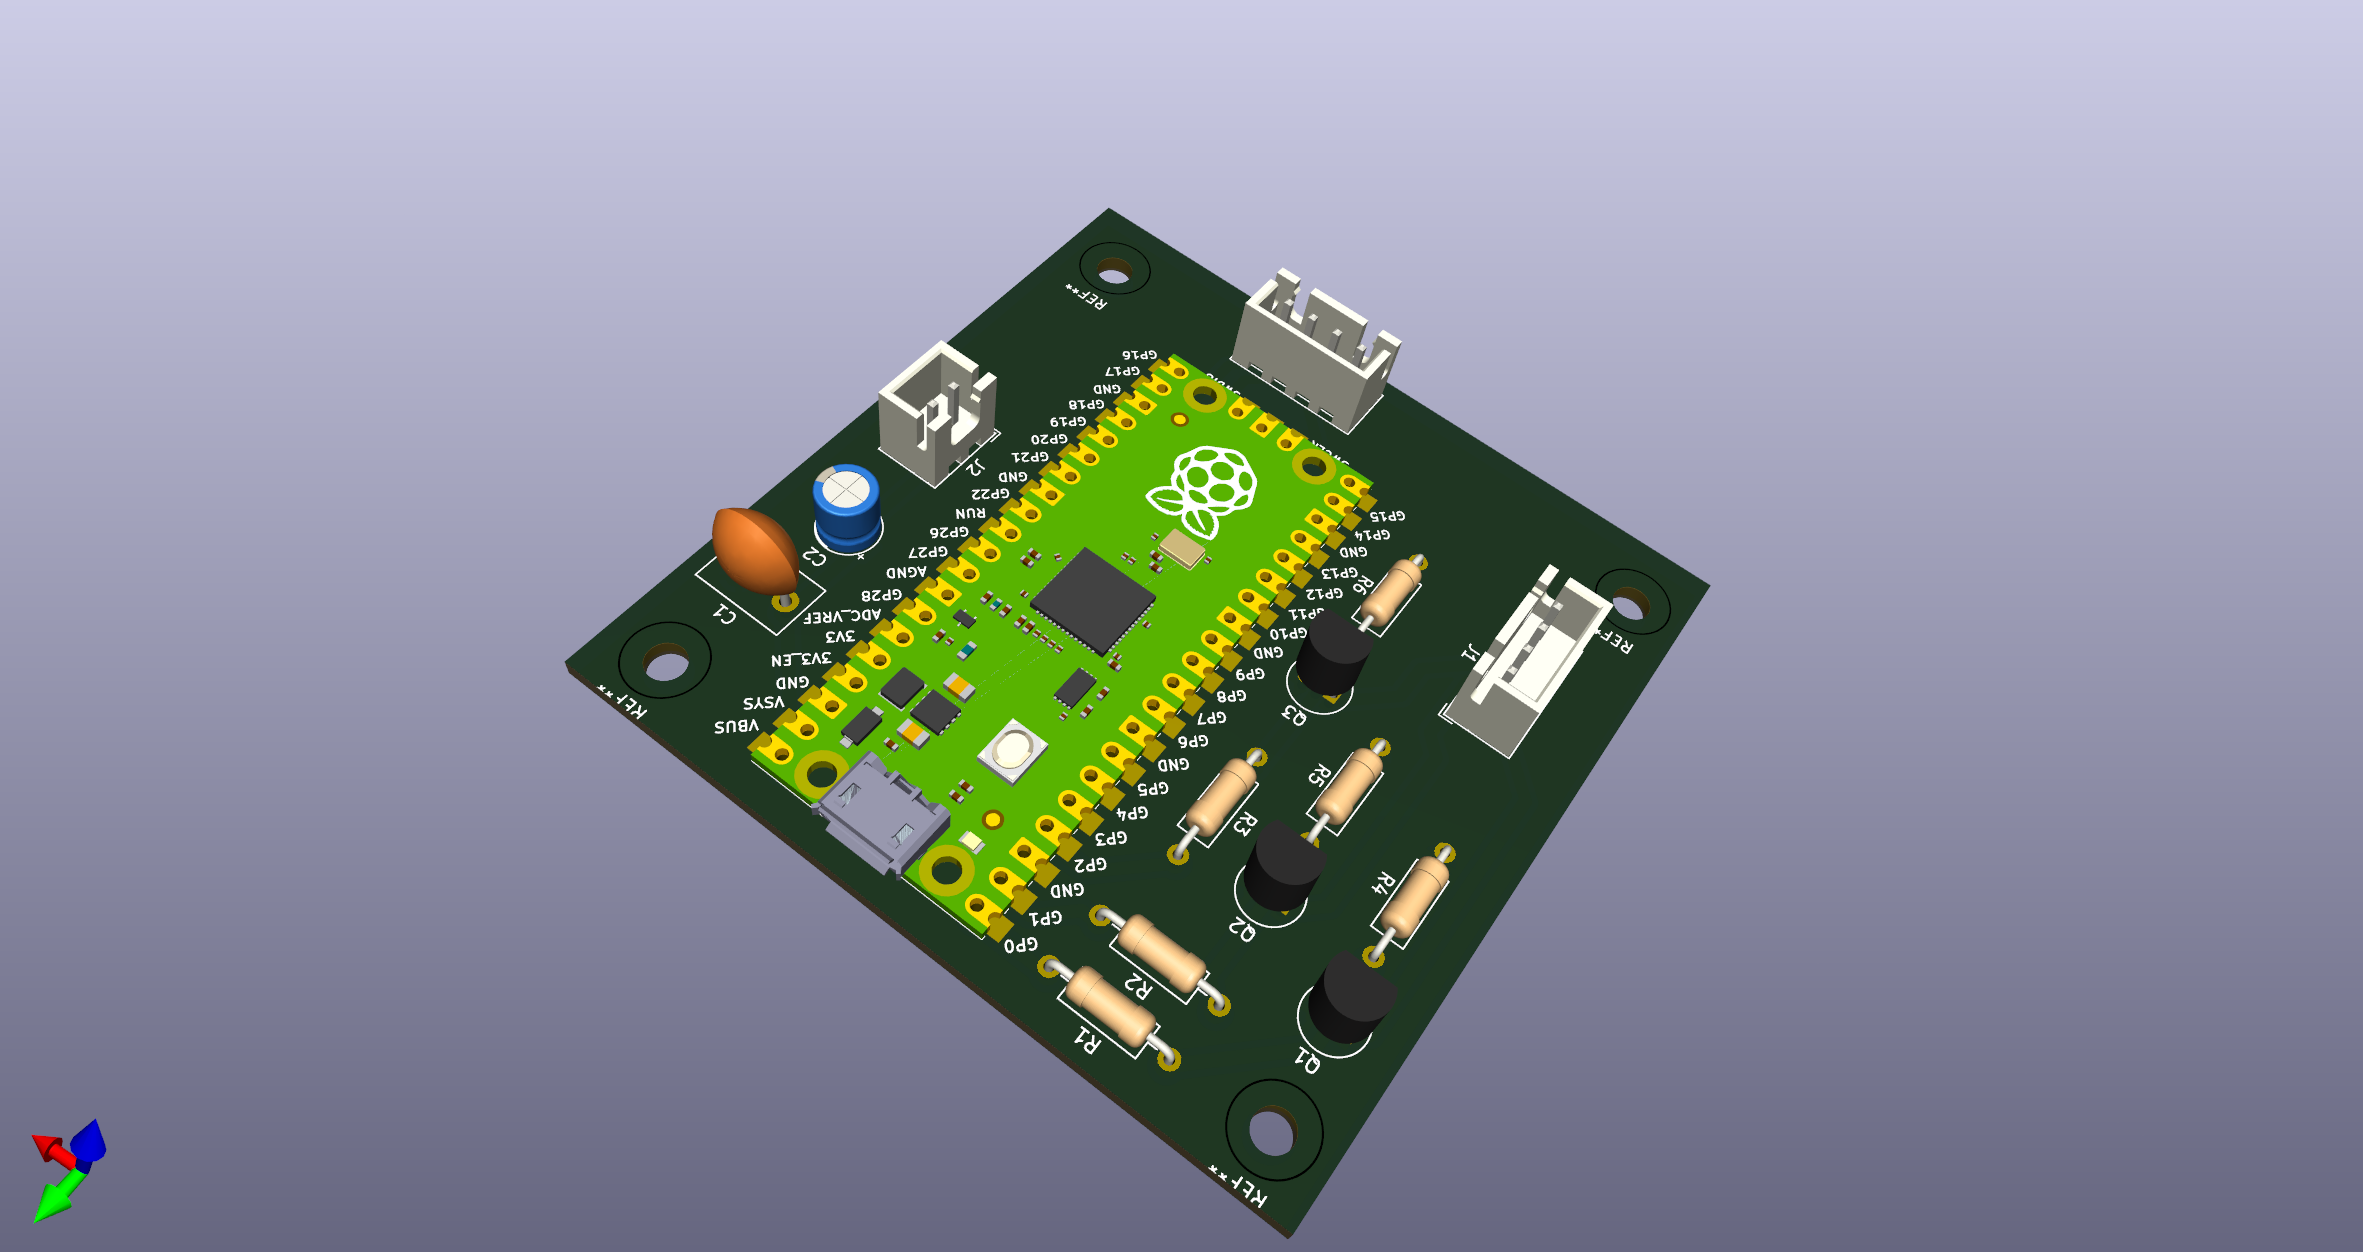 REF**
GP16
GP17
GND
GP18
GP19
GP20
GP21
GND
GP22
RUN
GP26
GP27
AGND
GP28
ADC_VREF
3V3
3V3_EN
GND
VSYS
VBUS
J2
C2
C1
REF**
GP15
GP14
GND
GP13
GP12
GP11
GP10
GND
GP9
GP8
GP7
GP6
GND
GP5
GP4
GP3
GP2
GND
GP1
GP0
R6
Q3
J1
REF**
R5
R3
Q2
R4
R2
R1
Q1
REF**